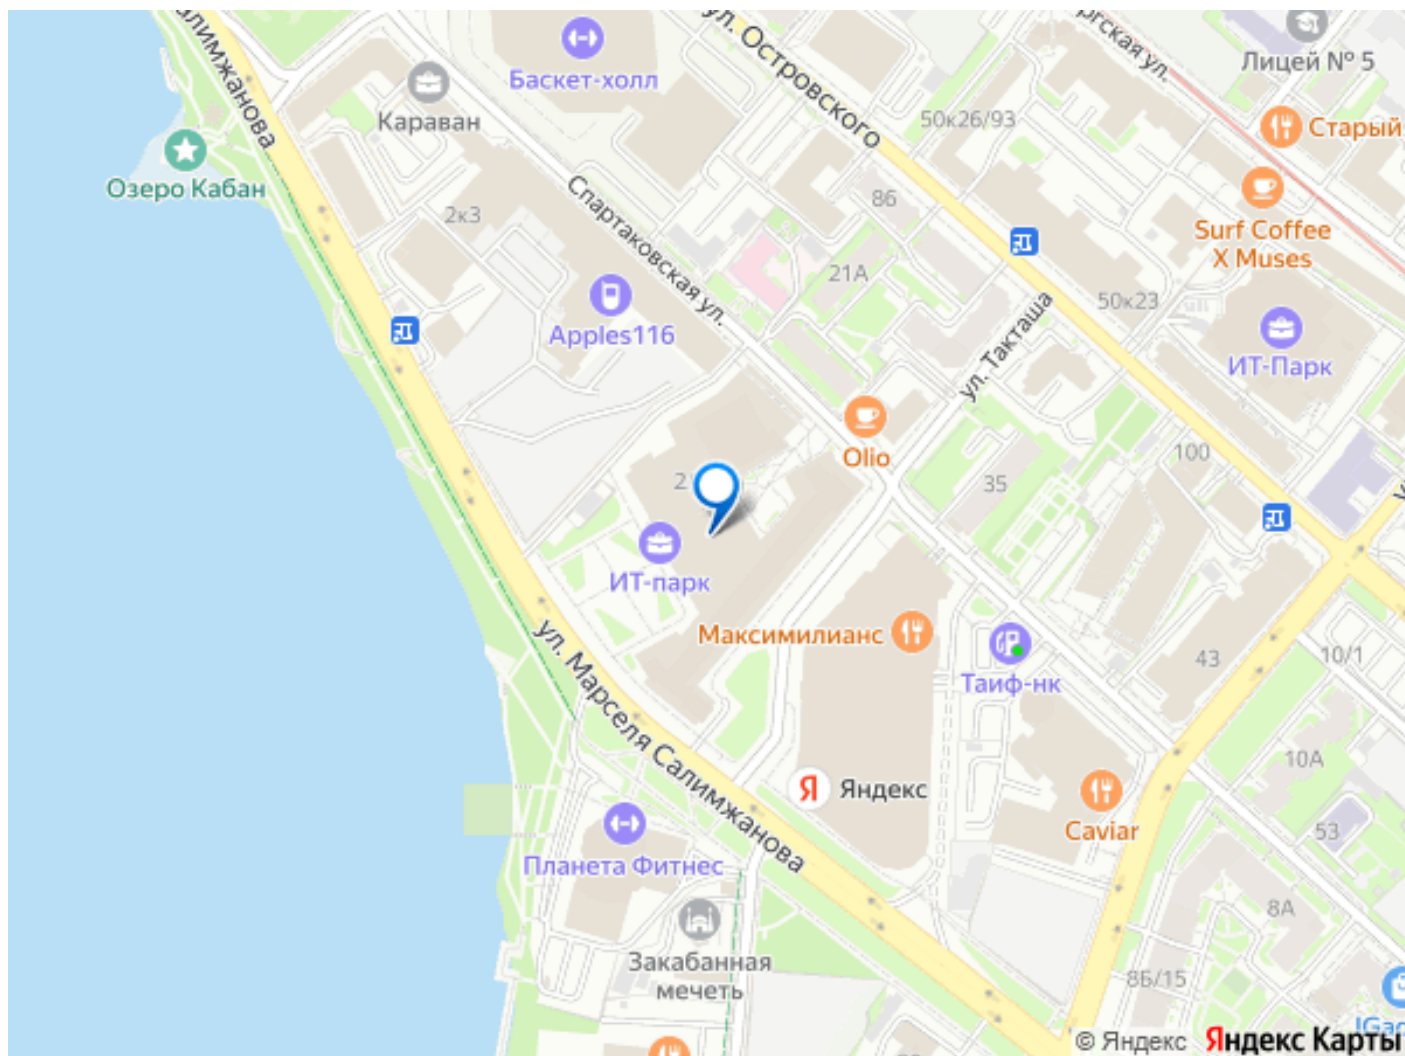 Салимжанова
Баскет-холл
ул. Островского
ргская ул.
Лицей № 5
Караван
50к26/93
Старый
Озеро Кабан
2к3
Спартаковская ул.
86
21А
Surf Coffee
X Muses
50к23
Apples116
ул. Такташа
ИТ-Парк
Olio
100
35
2
ИТ-парк
Максимилианс
ул. Марселя Салимжанова
Таиф-нк
43
10/1
10А
Я
Яндекс
Caviar
53
Планета Фитнес
8А
Закабанная
мечеть
8Б/15
© Яндекс
Яндекс Карты